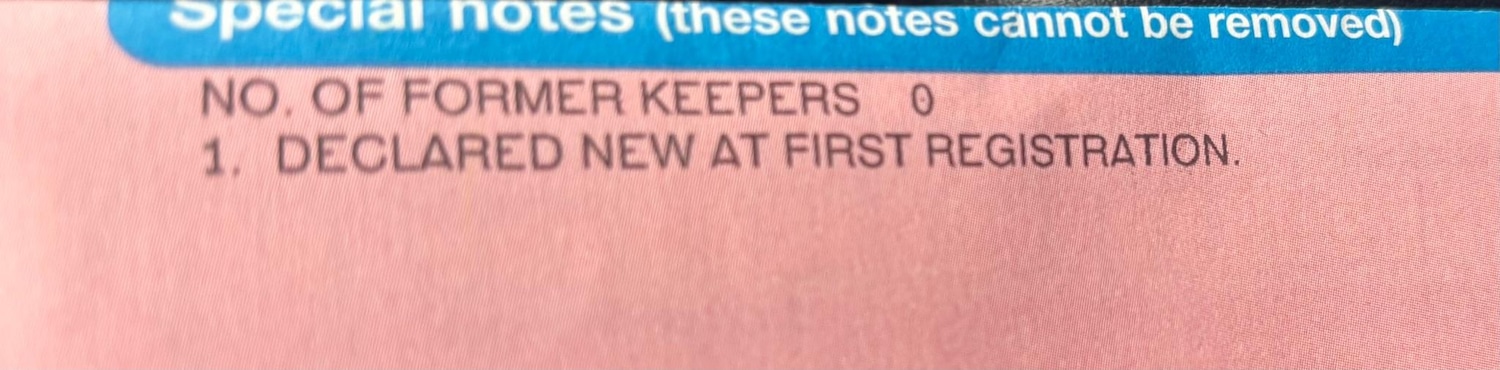 Special notes (these notes cannot be removed)
NO. OF FORMER KEEPERS 0
1. DECLARED NEW AT FIRST REGISTRATION.